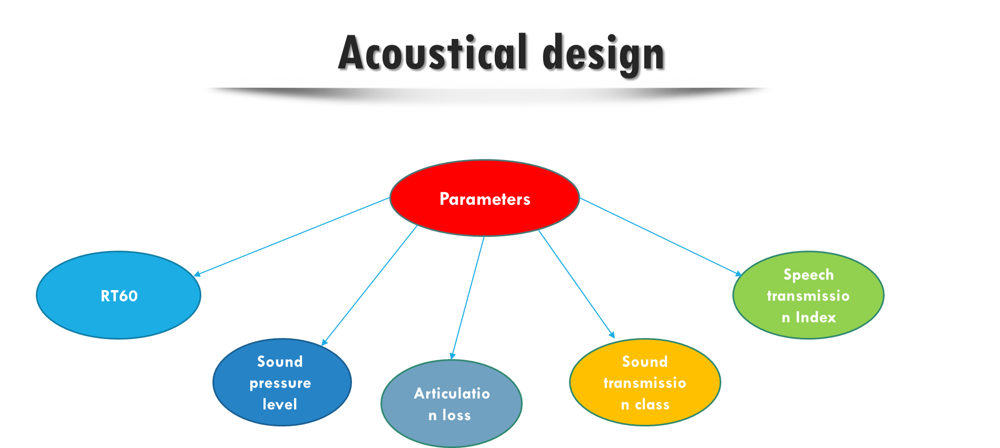 Acoustical design
Parameters
RT60
Sound
pressure
level
Articulatio
n loss
Sound
transmissio
n class
Speech
transmissio
n Index